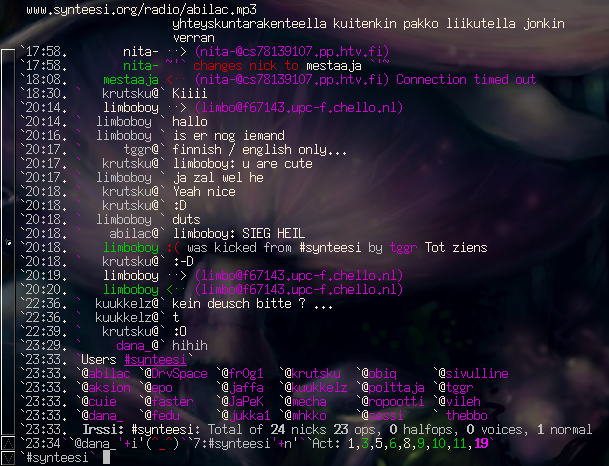 www.synteesi.org/radio/abilac.mp3
yhteyskuntarakenteella kuitenkin pakko liikutella jonkin
verran
`17:58. nita- --> (nita-@cs78139107.pp.htv.fi)
`17:58. nita- ~'` changes nick to mestaaja `'~
`18:08 mestaaja <-- (nita-@cs78139107.pp.htv.fi) Connection timed out
`18:30. ` krutsku@` Kiiii
`20:14. limboboy --> (limbo@f67143.upc-f.chello.nl)
`20:14. ` limboboy ` hallo
`20:16. ` limboboy ` is er nog iemand
`20:17. ` tggr@` finnish / english only...
`20:17. ` krutsku@` limboboy: u are cute
`20:17. ` limboboy ` ja zal wel he
`20:17. ` krutsku@` Yeah nice
`20:17. ` krutsku@` :D
`20:18. ` limboboy ` duts
`20:18. ` abilac@` limboboy: SIEG HEIL
`20:18. limboboy :( was kicked from #synteesi by tggr Tot ziens
`20:18. ` krutsku@` :-D
`20:19. limboboy --> (limbo@f67143.upc-f.chello.nl)
`20:20. limboboy <-- (limbo@f67143.upc-f.chello.nl)
`22:36. ` kuukkelz@` kein deusch bitte ? ...
`22:36. ` kuukkelz@` t
`22:39. ` krutsku@` :O
`23:29. ` dana_@` hihih
`23:33. `Users #synteesi`
`23:33. `@abilac `@DrvSpace `@fr0g1 `@krutsku `@obiq `@sivulline
`23:33. `@aksion `@epo `@jaffa `@kuukkelz `@polttaja `@tggr
`23:33. `@cuie `@faster `@JaPeK `@mecha `@ropootti `@vileh
`23:33. `@dana_ `@fedu `@jukka1 `@mhkko `@arssi ` thebbo
`23:33. Irssi: #synteesi: Total of 24 nicks 23 ops, 0 halfops, 0 voices, 1 normal
`23:34``@dana_'+i'(^_^)``7:#synteesi'+n'``Act: 1,3,5,6,8,9,10,11,19`
`#synteesi`